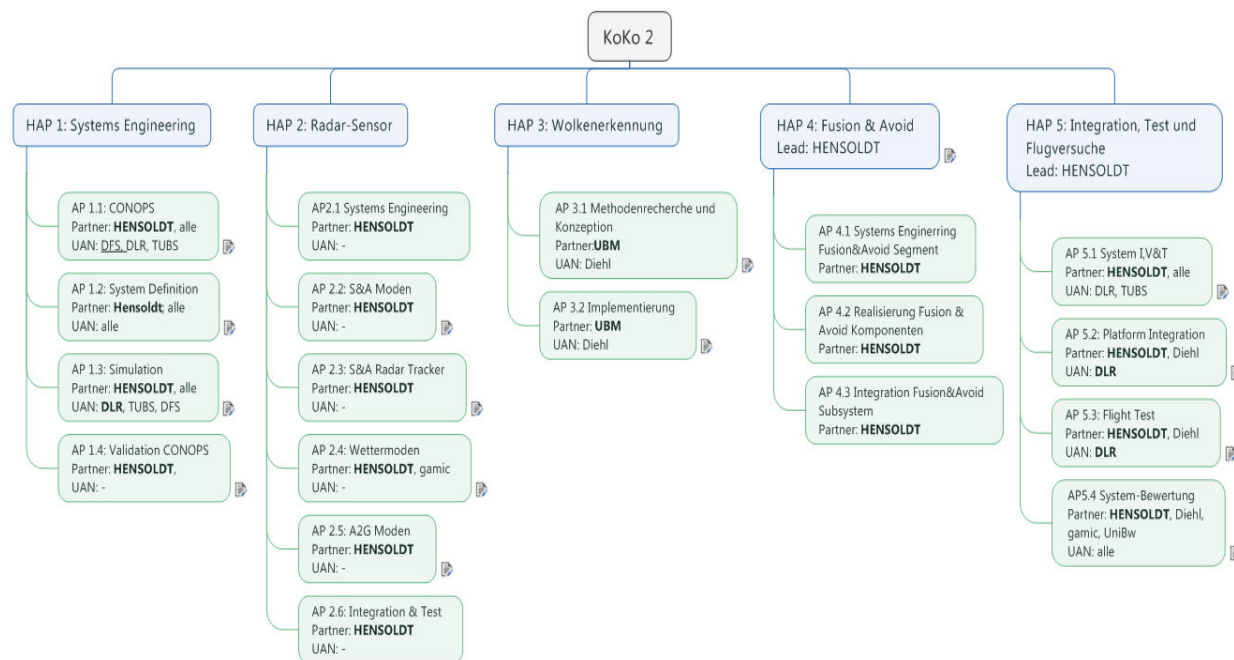 KoKo 2
HAP 1: Systems Engineering
AP 1.1: CONOPS
Partner: HENSOLDT, alle
UAN: DFS, DLR, TUBS
AP 1.2: System Definition
Partner: Hensoldt; alle
UAN: alle
AP 1.3: Simulation
Partner: HENSOLDT, alle
UAN: DLR, TUBS, DFS
AP 1.4: Validation CONOPS
Partner: HENSOLDT,
UAN: -
HAP 2: Radar-Sensor
AP2.1 Systems Engineering
Partner: HENSOLDT
UAN: -
AP 2.2: S&A Moden
Partner: HENSOLDT
UAN: -
AP 2.3: S&A Radar Tracker
Partner: HENSOLDT
UAN: -
AP 2.4: Wettermoden
Partner: HENSOLDT, gamic
UAN: -
AP 2.5: A2G Moden
Partner: HENSOLDT
UAN: -
AP 2.6: Integration & Test
Partner: HENSOLDT
UAN: -
HAP 3: Wolkenerkennung
AP 3.1 Methodenrecherche und
Konzeption
Partner:UBM
UAN: Diehl
AP 3.2 Implementierung
Partner: UBM
UAN: Diehl
HAP 4: Fusion & Avoid
Lead: HENSOLDT
AP 4.1 Systems Enginerring
Fusion&Avoid Segment
Partner: HENSOLDT
AP 4.2 Realisierung Fusion &
Avoid Komponenten
Partner: HENSOLDT
AP 4.3 Integration Fusion&Avoid
Subsystem
Partner: HENSOLDT
HAP 5: Integration, Test und
Flugversuche
Lead: HENSOLDT
AP 5.1 System I,V&T
Partner: HENSOLDT, alle
UAN: DLR, TUBS
AP 5.2: Platform Integration
Partner: HENSOLDT, Diehl
UAN: DLR
AP 5.3: Flight Test
Partner: HENSOLDT, Diehl
UAN: DLR
AP5.4 System-Bewertung
Partner: HENSOLDT, Diehl,
gamic, UniBw
UAN: alle